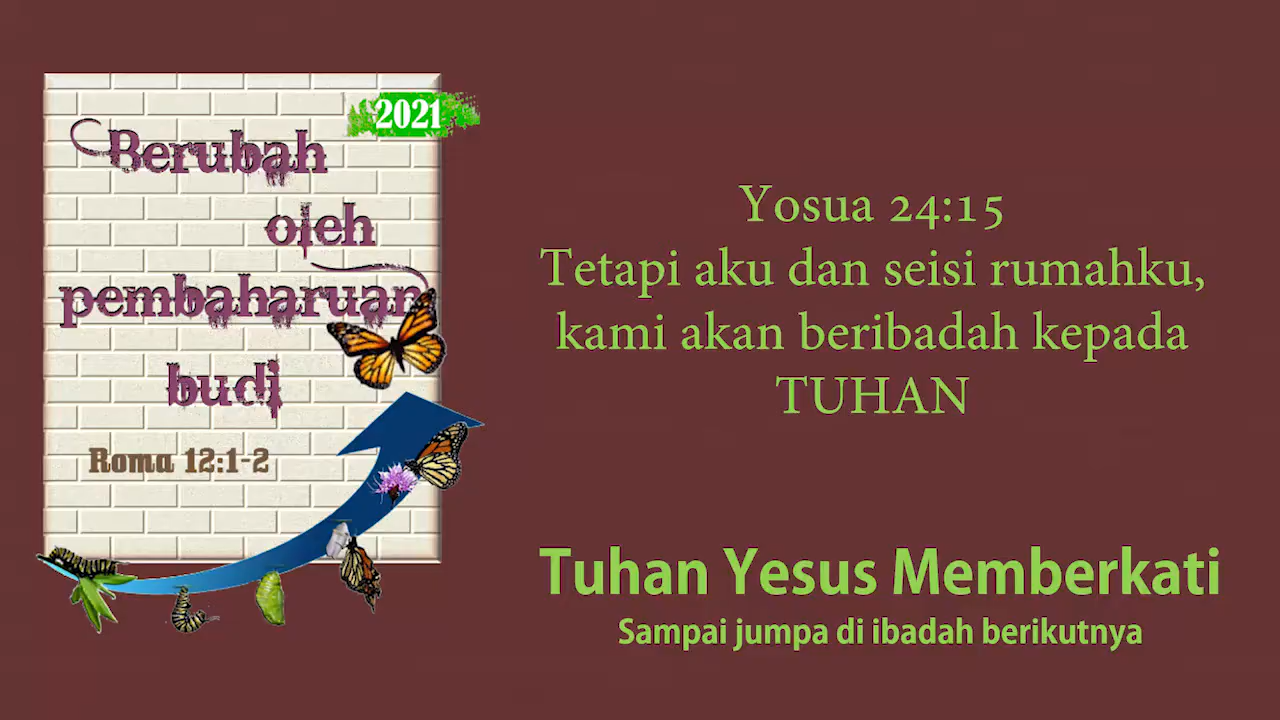 2021
Berubah
oleh
pembaharuan
budi
Roma 12:1-2
Yosua 24:15
Tetapi aku dan seisi rumahku,
kami akan beribadah kepada
TUHAN
Tuhan Yesus Memberkati
Sampai jumpa di ibadah berikutnya